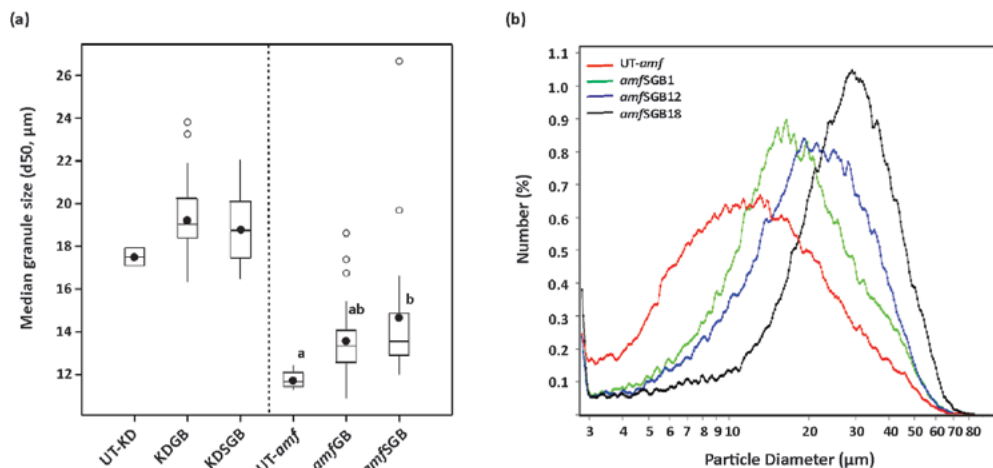 (a)
Median granule size (d50, µm)
26
24
22
20
18
16
14
12
a
ab
b
UT-KD
KDGB
KDSGB
UT-amf
amfGB
amfSGB
(b)
Number (%)
1.1
1.0
0.9
0.8
0.7
0.6
0.5
0.4
0.3
0.2
0.1
UT-amf
amfSGB1
amfSGB12
amfSGB18
3 4 5 6 7 8 9 10 20 30 40 50 60 70 80
Particle Diameter (µm)